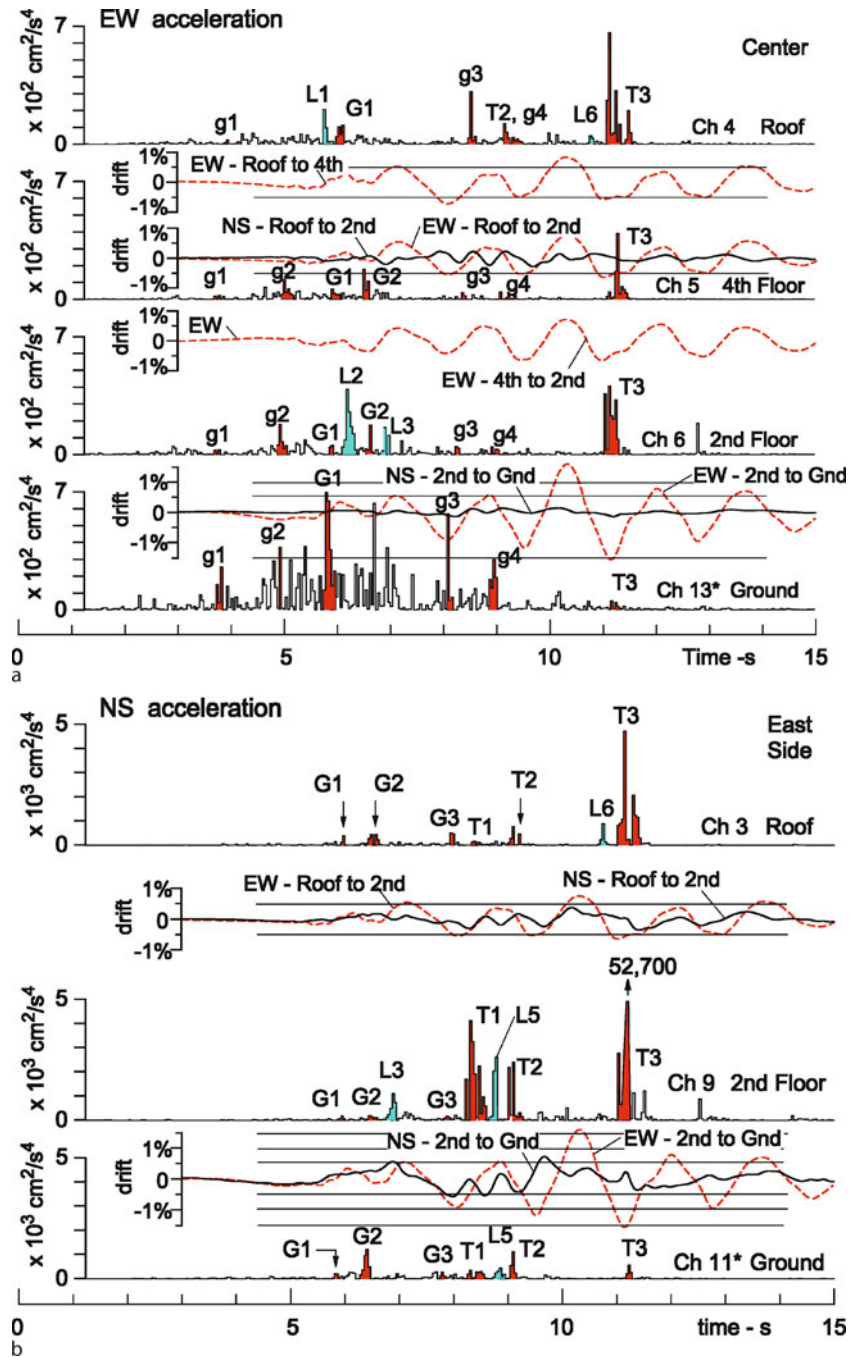 EW acceleration
7
x 10² cm²/s⁴
0
Center
g1
L1
G1
g3
T2, g4
L6
T3
Ch 4 Roof
1%
0
-1%
drift
EW - Roof to 4th
7
x 10² cm²/s⁴
0
1%
0
-1%
drift
NS - Roof to 2nd
EW - Roof to 2nd
T3
g1
g2
G1
G2
g3
g4
Ch 5 4th Floor
1%
0
-1%
drift
EW
EW - 4th to 2nd
7
x 10² cm²/s⁴
0
g1
g2
G1
L2
G2
L3
g3
g4
T3
Ch 6 2nd Floor
1%
0
-1%
drift
NS - 2nd to Gnd
EW - 2nd to Gnd
7
x 10² cm²/s⁴
0
g1
g2
G1
g3
g4
T3
Ch 13* Ground
0
5
10
Time -s
15
a
NS acceleration
5
x 10³ cm²/s⁴
0
East
Side
G1
G2
G3
T1
T2
L6
T3
Ch 3 Roof
1%
0
-1%
drift
EW - Roof to 2nd
NS - Roof to 2nd
5
x 10³ cm²/s⁴
0
52,700
G1
G2
L3
G3
T1
L5
T2
T3
Ch 9 2nd Floor
1%
0
-1%
drift
NS - 2nd to Gnd
EW - 2nd to Gnd
5
x 10³ cm²/s⁴
0
G1
G2
G3
T1
L5
T2
T3
Ch 11* Ground
0
5
10
time - s
15
b